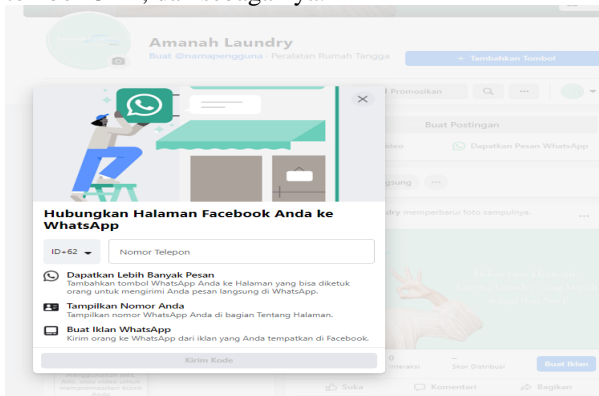 Amanah Laundry
Buat @namapengguna · Peralatan Rumah Tangga
+ Tambahkan Tombol
Promosikan
Buat Postingan
Dapatkan Pesan WhatsApp
Hubungkan Halaman Facebook Anda ke
WhatsApp
ID+62
Nomor Telepon
Dapatkan Lebih Banyak Pesan
Tambahkan tombol WhatsApp Anda ke Halaman yang bisa diketuk
orang untuk mengirimi Anda pesan langsung di WhatsApp.
Tampilkan Nomor Anda
Tampilkan nomor WhatsApp Anda di bagian Tentang Halaman.
Buat Iklan WhatsApp
Kirim orang ke WhatsApp dari iklan yang Anda tempatkan di Facebook.
Kirim Kode
memperbarui foto sampulnya.
0
Skor Distribusi
Buat Iklan
Suka
Komentari
Bagikan